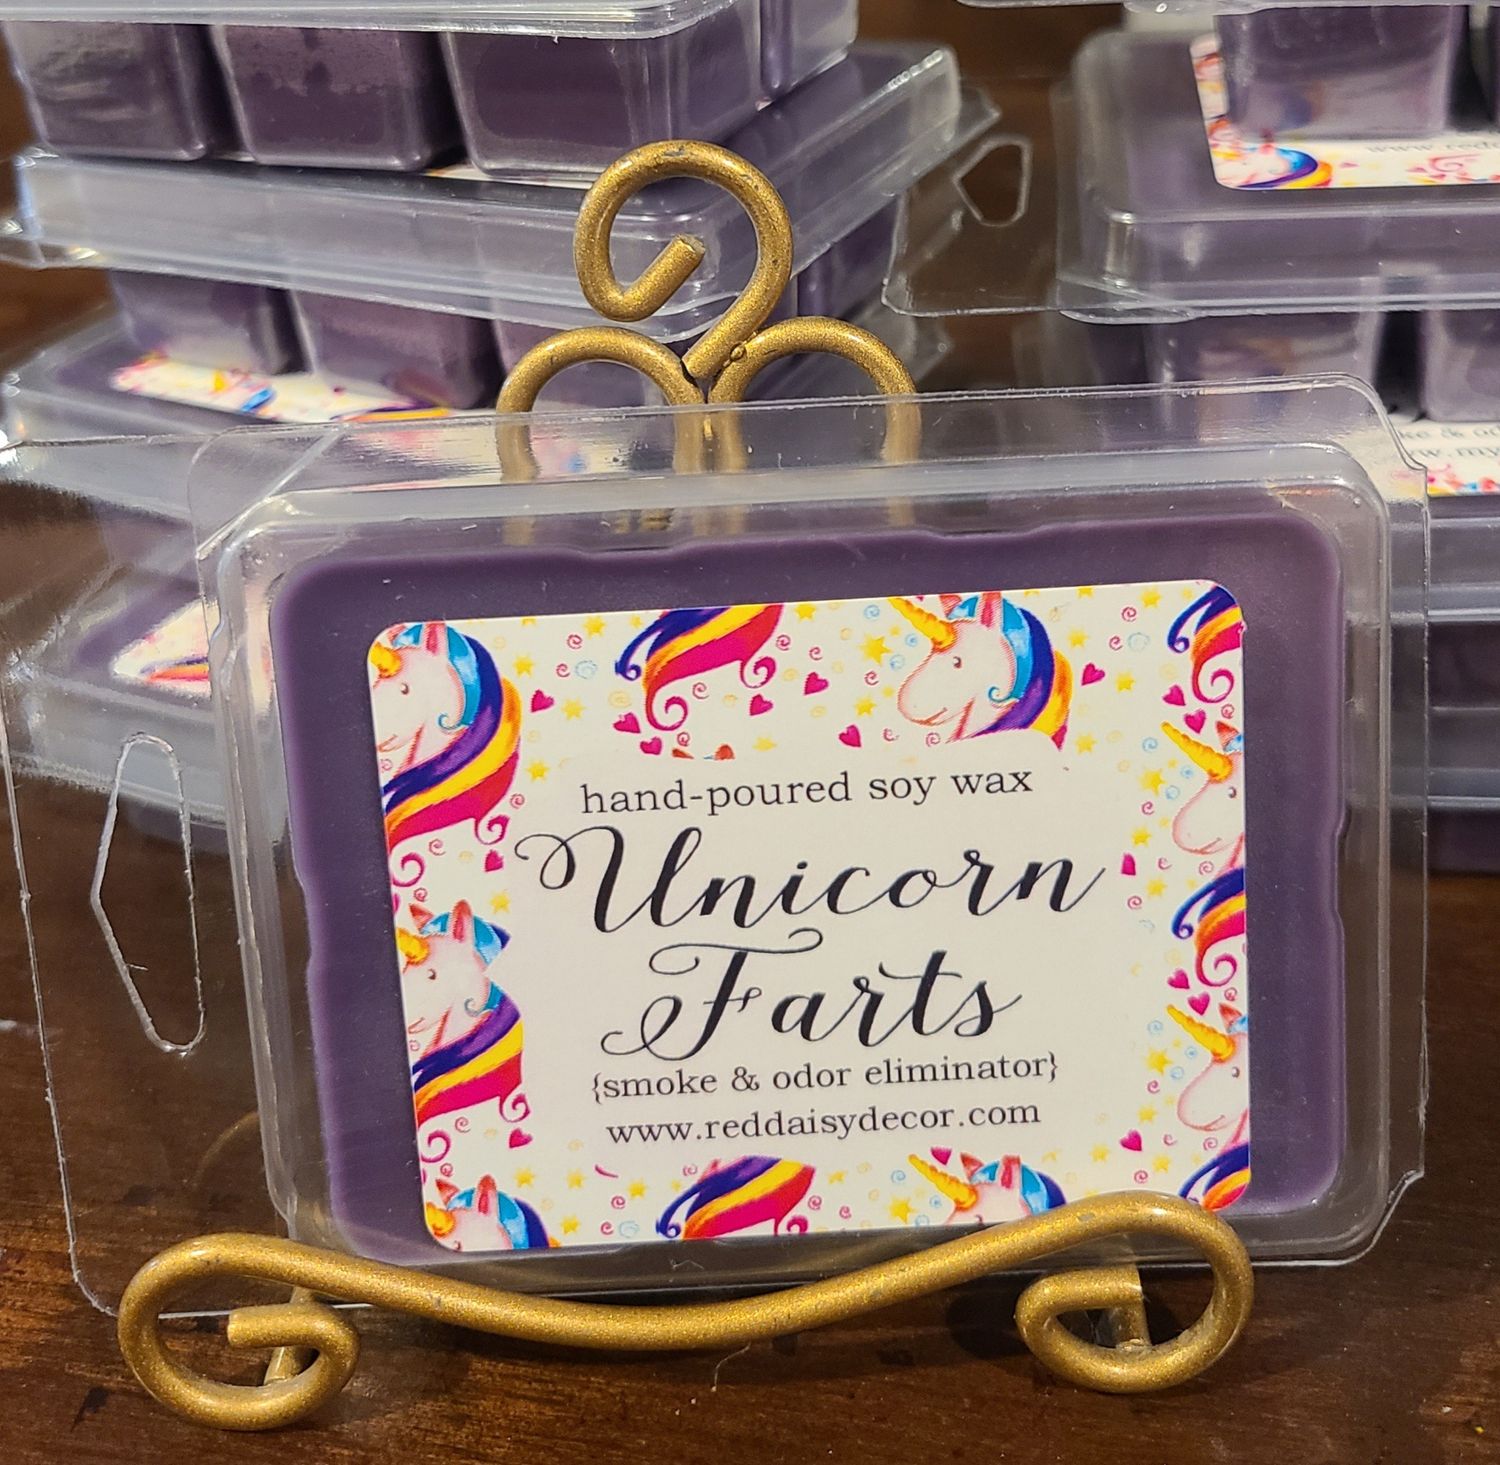 hand-poured soy wax
Unicorn
Farts
{smoke & odor eliminator}
www.reddaisydecor.com